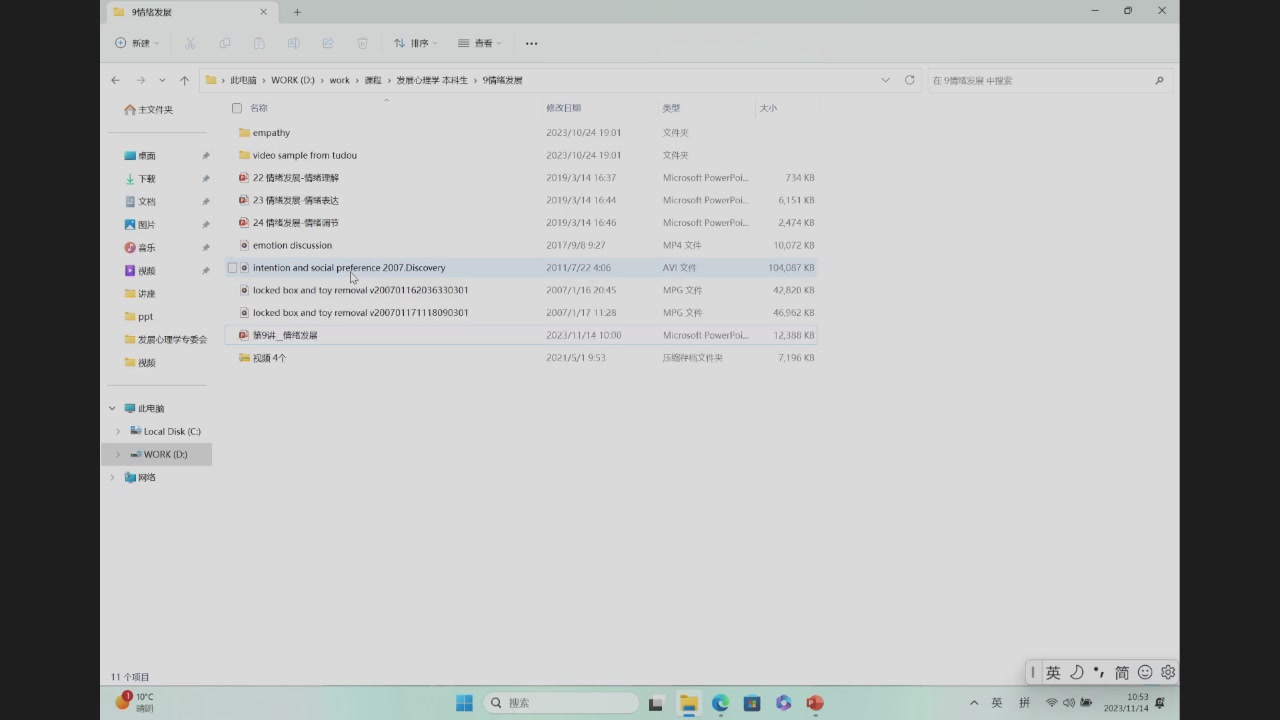 9情绪发展
新建
排序
查看
此电脑 › WORK (D:) › work › 课程 › 发展心理学 本科生 › 9情绪发展
在 9情绪发展 中搜索
主文件夹
桌面
下载
文档
图片
音乐
视频
讲座
ppt
发展心理学专委会
视频
此电脑
Local Disk (C:)
WORK (D:)
网络
名称 修改日期 类型 大小
empathy 2023/10/24 19:01 文件夹
video sample from tudou 2023/10/24 19:01 文件夹
22 情绪发展-情绪理解 2019/3/14 16:37 Microsoft PowerPoi... 734 KB
23 情绪发展-情绪表达 2019/3/14 16:44 Microsoft PowerPoi... 6,151 KB
24 情绪发展-情绪调节 2019/3/14 16:46 Microsoft PowerPoi... 2,474 KB
emotion discussion 2017/9/8 9:27 MP4 文件 10,072 KB
intention and social preference 2007.Discovery 2011/7/22 4:06 AVI 文件 104,087 KB
locked box and toy removal v200701162036330301 2007/1/16 20:45 MPG 文件 42,820 KB
locked box and toy removal v200701171118090301 2007/1/17 11:28 MPG 文件 46,962 KB
第9讲__情绪发展 2023/11/14 10:00 Microsoft PowerPoi... 12,388 KB
视频 4个 2021/5/1 9:53 压缩存档文件夹 7,196 KB
11 个项目
英 简
1
10°C
晴朗
搜索
英 拼
10:53
2023/11/14